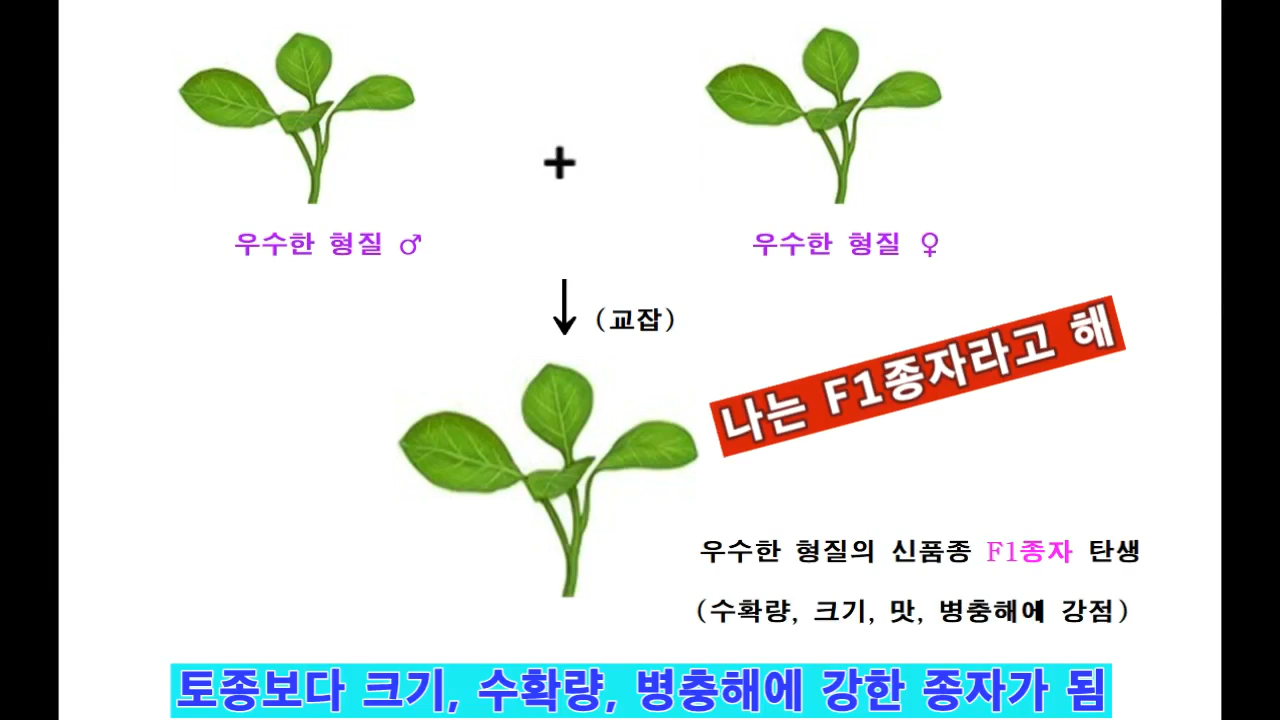 +
우수한 형질 ♂
우수한 형질 ♀
↓ (교잡)
나는 F1종자라고 해
우수한 형질의 신품종 F1종자 탄생
(수확량, 크기, 맛, 병충해에 강점)
토종보다 크기, 수확량, 병충해에 강한 종자가 됨